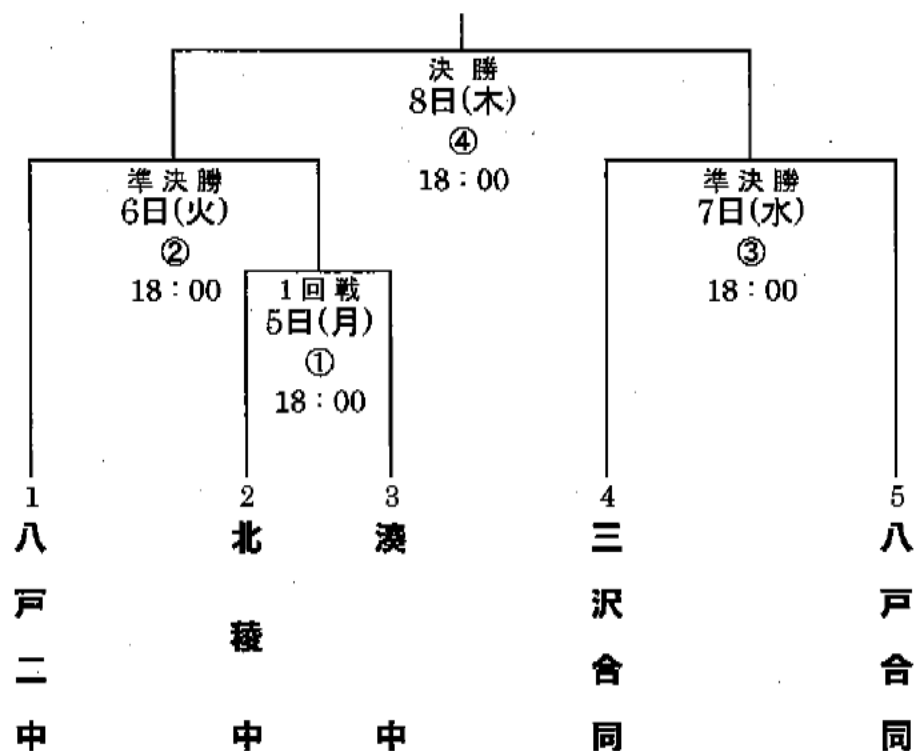 決勝
8日(木)
④
18:00
準決勝
6日(火)
②
18:00
準決勝
7日(水)
③
18:00
1回戦
5日(月)
①
18:00
1
八戸二中
2
北稜中
3
湊中
4
三沢合同
5
八戸合同